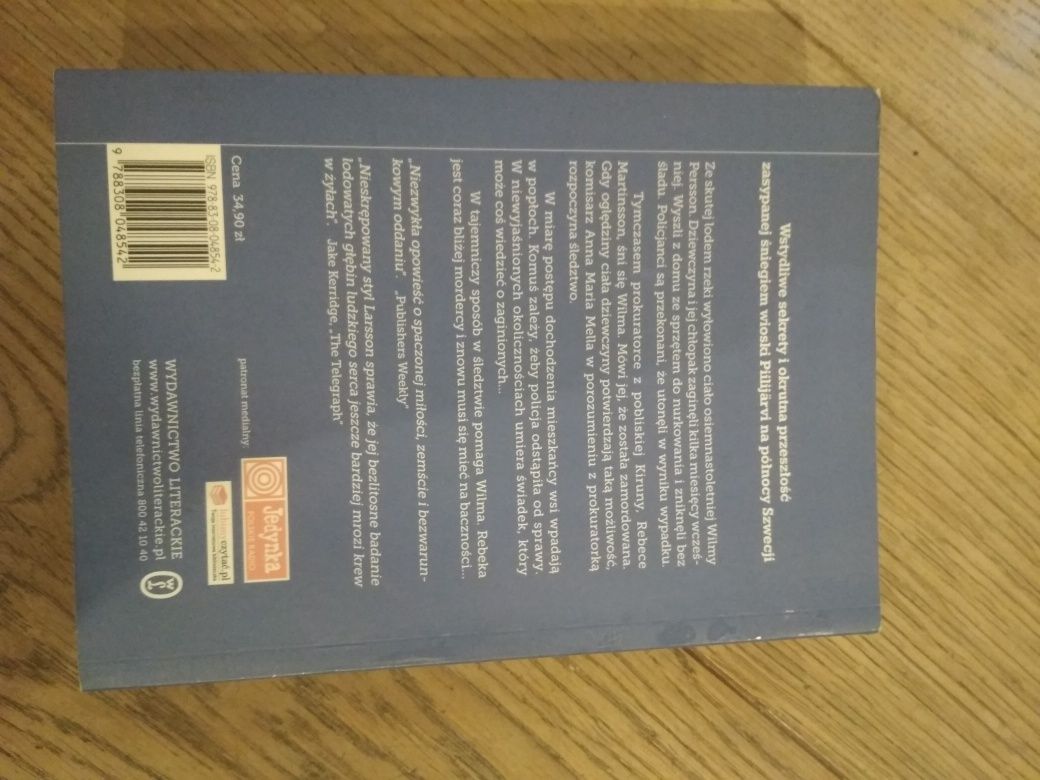 Wstydliwe sekrety i okrutna przeszłość
zasypanej śniegiem wioski Piilijärvi na północy Szwecji
Ze skutej lodem rzeki wyłowiono ciało osiemnastoletniej Wilmy
Persson. Dziewczyna i jej chłopak zaginęli kilka miesięcy wcześ-
niej. Wyszli z domu ze sprzętem do nurkowania i zniknęli bez
śladu. Policjanci są przekonani, że utonęli w wyniku wypadku.
Tymczasem prokuratorce z pobliskiej Kiruny, Rebece
Martinsson, śni się Wilma. Mówi jej, że została zamordowana.
Gdy oględziny ciała dziewczyny potwierdzają taką możliwość,
komisarz Anna Maria Mella w porozumieniu z prokuratorką
rozpoczyna śledztwo.
W miarę postępu dochodzenia mieszkańcy wsi wpadają
w popłoch. Komuś zależy, żeby policja odstąpiła od sprawy.
W niewyjaśnionych okolicznościach umiera świadek, który
może coś wiedzieć o zaginionych...
W tajemniczy sposób w śledztwie pomaga Wilma. Rebeka
jest coraz bliżej mordercy i znowu musi się mieć na baczności...
„Niezwykła opowieść o spaczonej miłości, zemście i bezwarun-
kowym oddaniu". „Publishers Weekly"
„Nieskrępowany styl Larsson sprawia, że jej bezlitosne badanie
lodowatych głębin ludzkiego serca jeszcze bardziej mrozi krew
w żyłach". Jake Kerridge, „The Telegraph"
Cena 34,90 zł
ISBN 978-83-08-04854-2
9 788308 048542
patronat medialny:
Jedynka
POLSKIE RADIO
lubimyczytać.pl
WYDAWNICTWO LITERACKIE
www.wydawnictwoliterackie.pl
bezpłatna linia telefoniczna 800 42 10 40